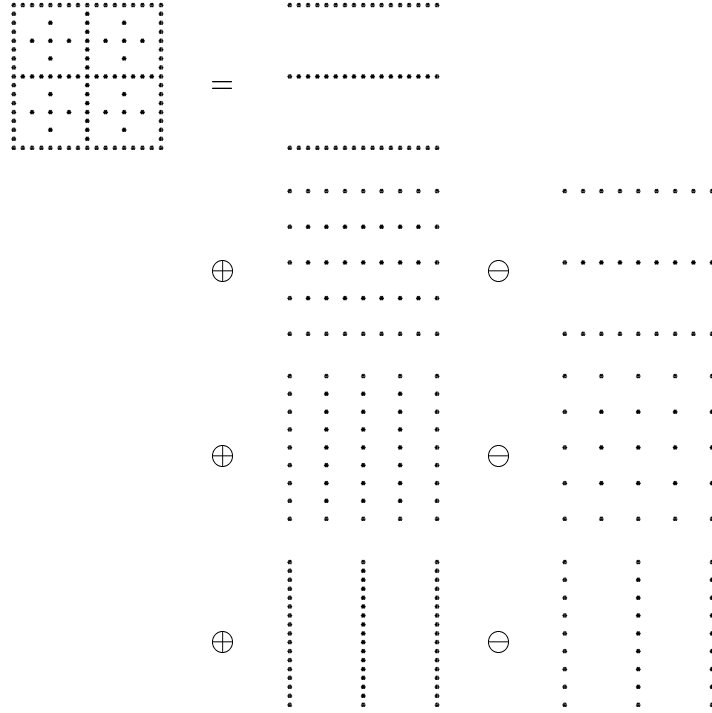 =
⊕ ⊖
⊕ ⊖
⊕ ⊖